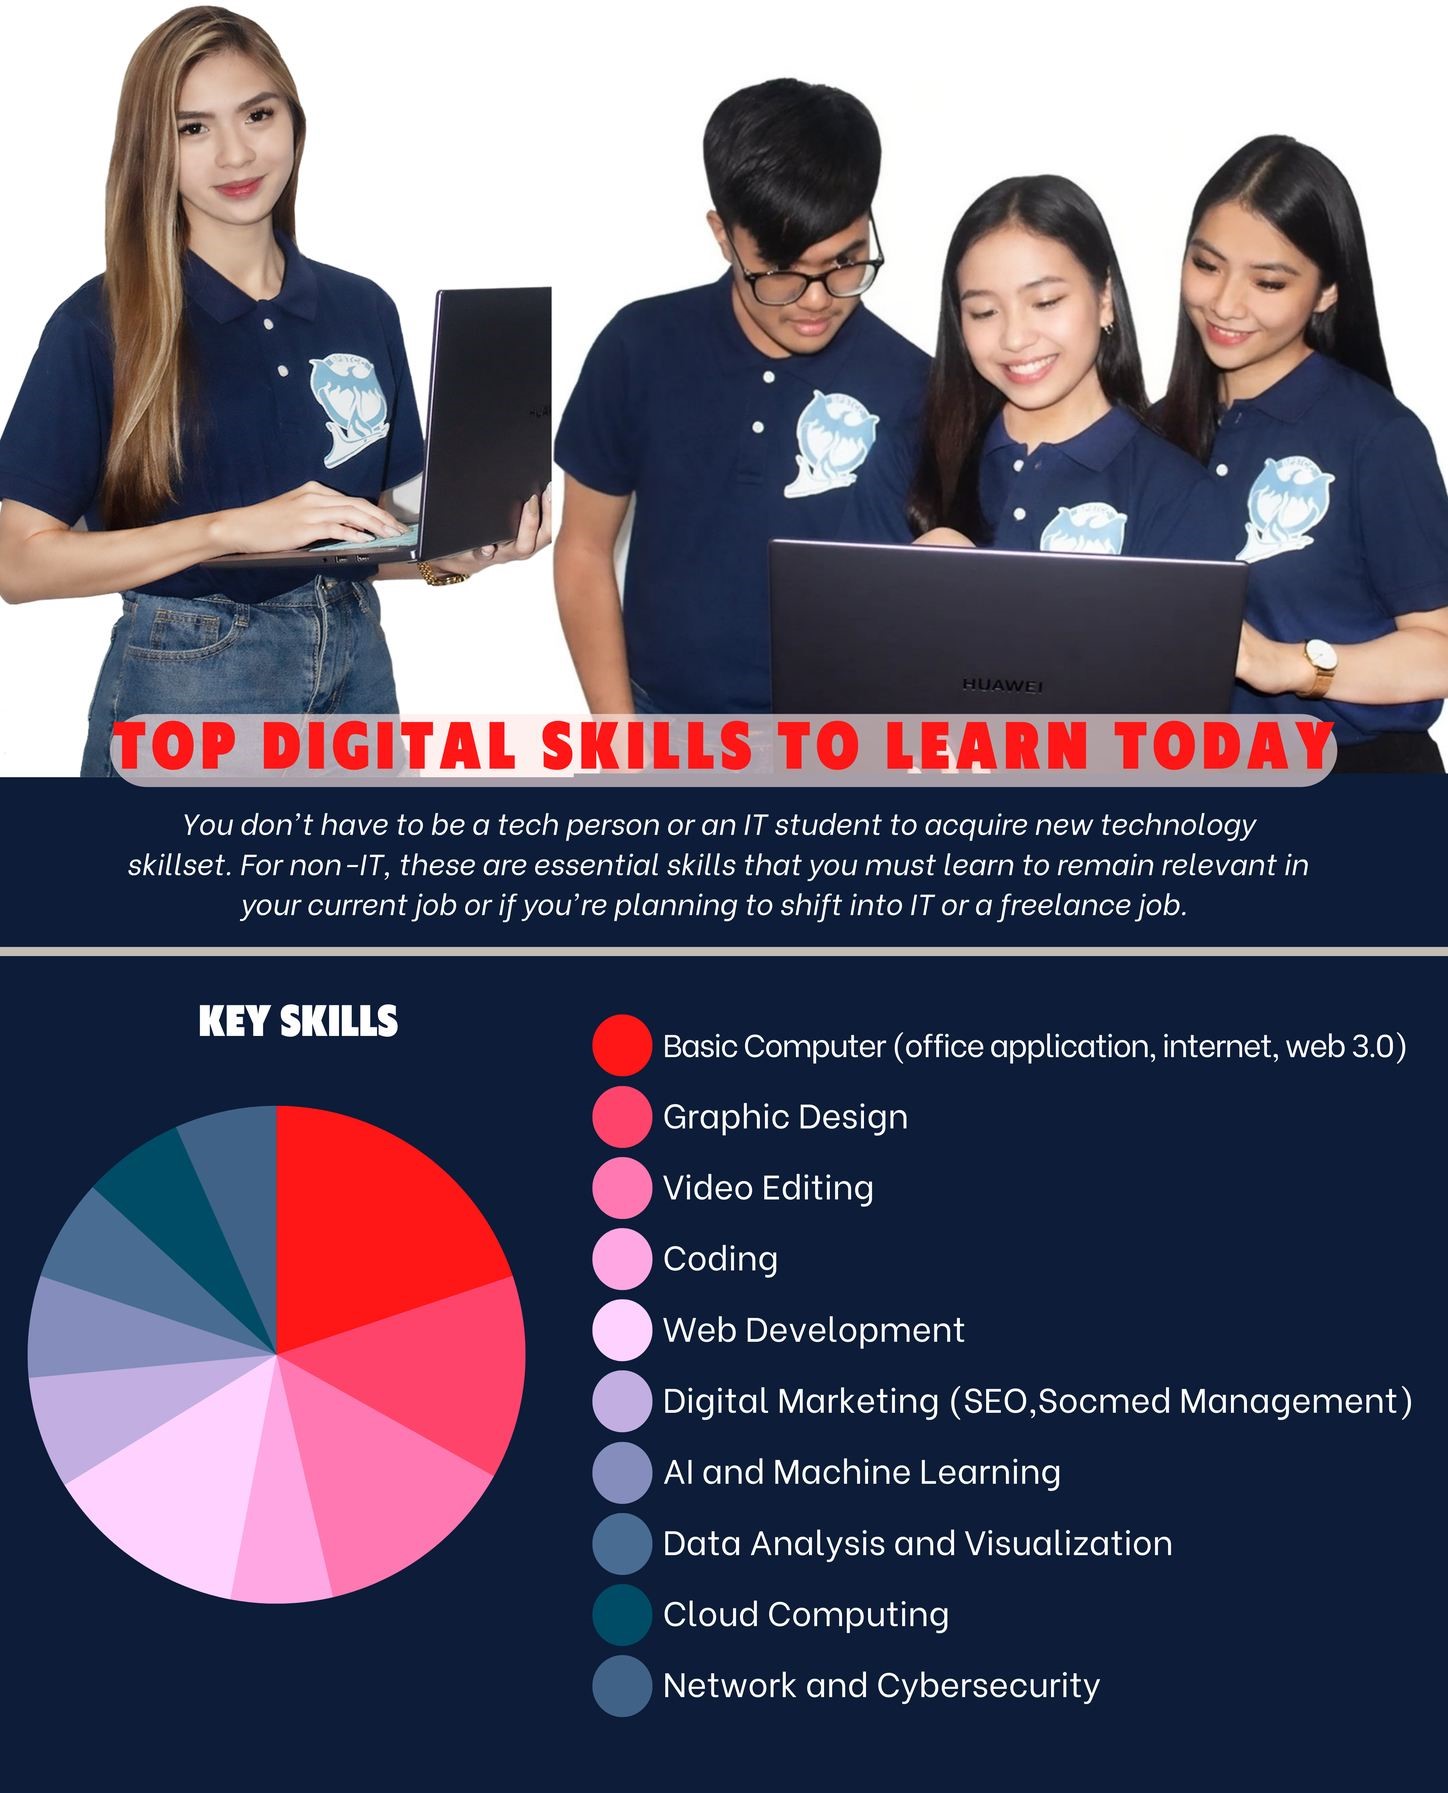 HUAWEI
TOP DIGITAL SKILLS TO LEARN TODAY
You don't have to be a tech person or an IT student to acquire new technology
skillset. For non-IT, these are essential skills that you must learn to remain relevant in
your current job or if you're planning to shift into IT or a freelance job.
KEY SKILLS
Basic Computer (office application, internet, web 3.0)
Graphic Design
Video Editing
Coding
Web Development
Digital Marketing (SEO,Socmed Management)
AI and Machine Learning
Data Analysis and Visualization
Cloud Computing
Network and Cybersecurity